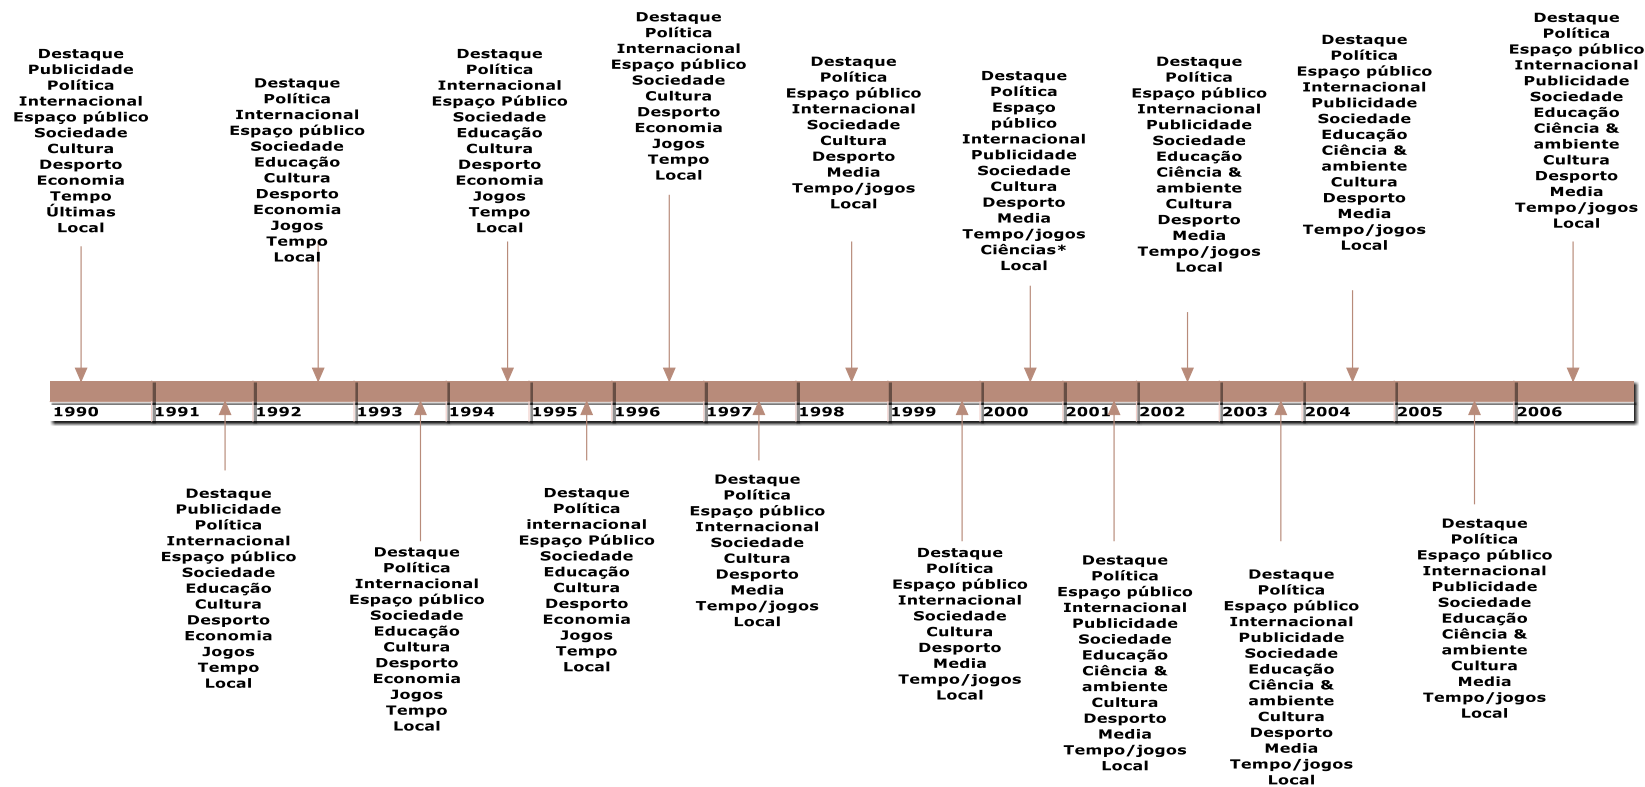 Destaque
Publicidade
Política
Internacional
Espaço público
Sociedade
Cultura
Desporto
Economia
Tempo
Últimas
Local
Destaque
Política
Internacional
Espaço público
Sociedade
Educação
Cultura
Desporto
Economia
Jogos
Tempo
Local
Destaque
Política
Internacional
Espaço Público
Sociedade
Educação
Cultura
Desporto
Economia
Jogos
Tempo
Local
Destaque
Política
Internacional
Espaço público
Sociedade
Cultura
Desporto
Economia
Jogos
Tempo
Local
Destaque
Política
Espaço público
Internacional
Sociedade
Cultura
Desporto
Media
Tempo/jogos
Local
Destaque
Política
Espaço
público
Internacional
Publicidade
Sociedade
Cultura
Desporto
Media
Tempo/jogos
Ciências*
Local
Destaque
Política
Espaço público
Internacional
Publicidade
Sociedade
Educação
Ciência &
ambiente
Cultura
Desporto
Media
Tempo/jogos
Local
Destaque
Política
Espaço público
Internacional
Publicidade
Sociedade
Educação
Ciência &
ambiente
Cultura
Desporto
Media
Tempo/jogos
Local
Destaque
Política
Espaço público
Internacional
Publicidade
Sociedade
Educação
Ciência &
ambiente
Cultura
Desporto
Media
Tempo/jogos
Local
1990 1991 1992 1993 1994 1995 1996 1997 1998 1999 2000 2001 2002 2003 2004 2005 2006
Destaque
Publicidade
Política
Internacional
Espaço público
Sociedade
Educação
Cultura
Desporto
Economia
Jogos
Tempo
Local
Destaque
Política
Internacional
Espaço público
Sociedade
Educação
Cultura
Desporto
Economia
Jogos
Tempo
Local
Destaque
Política
internacional
Espaço Público
Sociedade
Educação
Cultura
Desporto
Economia
Jogos
Tempo
Local
Destaque
Política
Espaço público
Internacional
Sociedade
Cultura
Desporto
Media
Tempo/jogos
Local
Destaque
Política
Espaço público
Internacional
Sociedade
Cultura
Desporto
Media
Tempo/jogos
Local
Destaque
Política
Espaço público
Internacional
Publicidade
Sociedade
Educação
Ciência &
ambiente
Cultura
Desporto
Media
Tempo/jogos
Local
Destaque
Política
Espaço público
Internacional
Publicidade
Sociedade
Educação
Ciência &
ambiente
Cultura
Desporto
Media
Tempo/jogos
Local
Destaque
Política
Espaço público
Internacional
Publicidade
Sociedade
Educação
Ciência &
ambiente
Cultura
Media
Tempo/jogos
Local